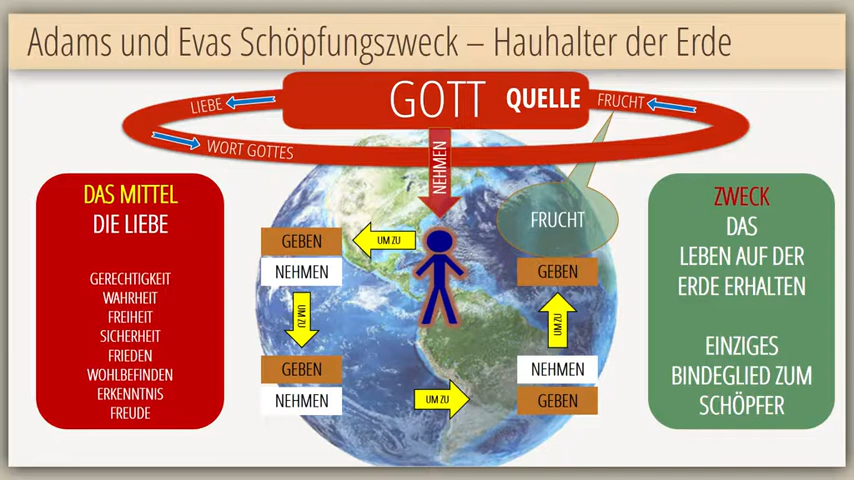 Adams und Evas Schöpfungszweck – Hauhalter der Erde
GOTT QUELLE
LIEBE
FRUCHT
WORT GOTTES
NEHMEN
DAS MITTEL
DIE LIEBE
GERECHTIGKEIT
WAHRHEIT
FREIHEIT
SICHERHEIT
FRIEDEN
WOHLBEFINDEN
ERKENNTNIS
FREUDE
GEBEN
UM ZU
NEHMEN
UM ZU
GEBEN
NEHMEN
UM ZU
FRUCHT
GEBEN
UM ZU
NEHMEN
GEBEN
ZWECK
DAS
LEBEN AUF DER
ERDE ERHALTEN
EINZIGES
BINDEGLIED ZUM
SCHÖPFER